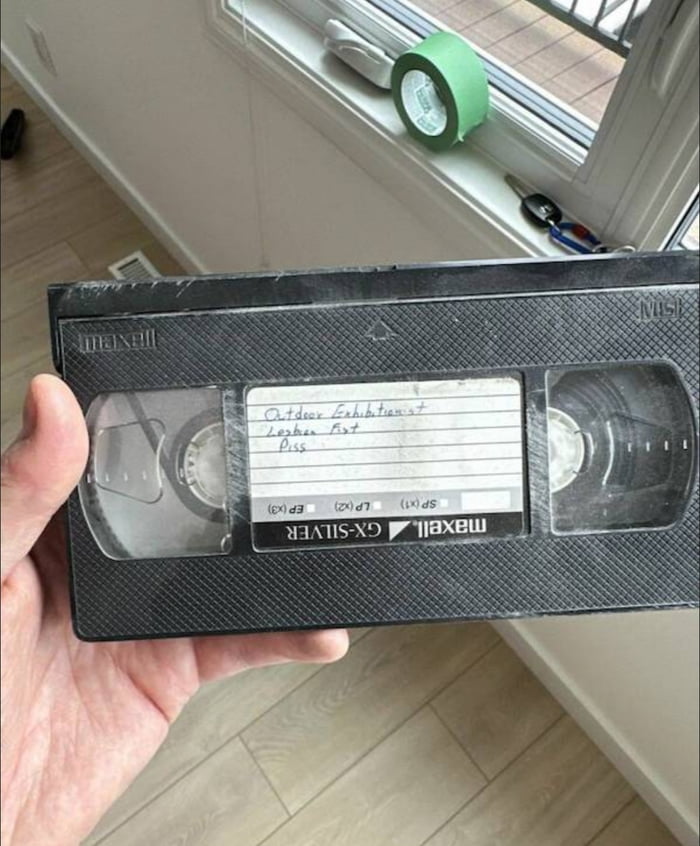 maxell
Outdoor Exhibitionist
Lesbian Fist
Piss
SP (x1) LP (x2) EP (x3)
maxell. GX-SILVER